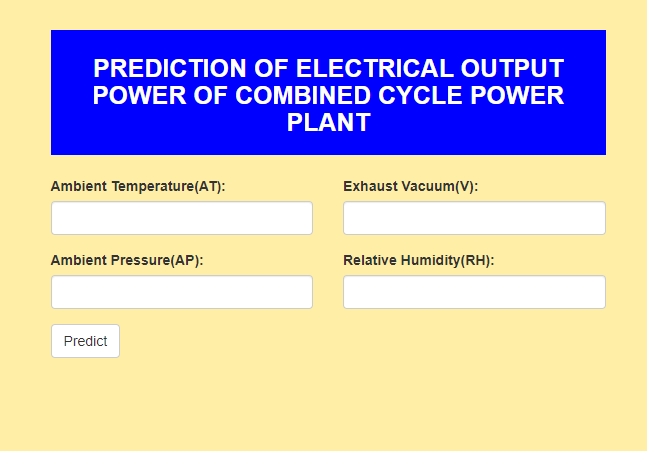 PREDICTION OF ELECTRICAL OUTPUT
POWER OF COMBINED CYCLE POWER
PLANT
Ambient Temperature(AT):
Exhaust Vacuum(V):
Ambient Pressure(AP):
Relative Humidity(RH):
Predict